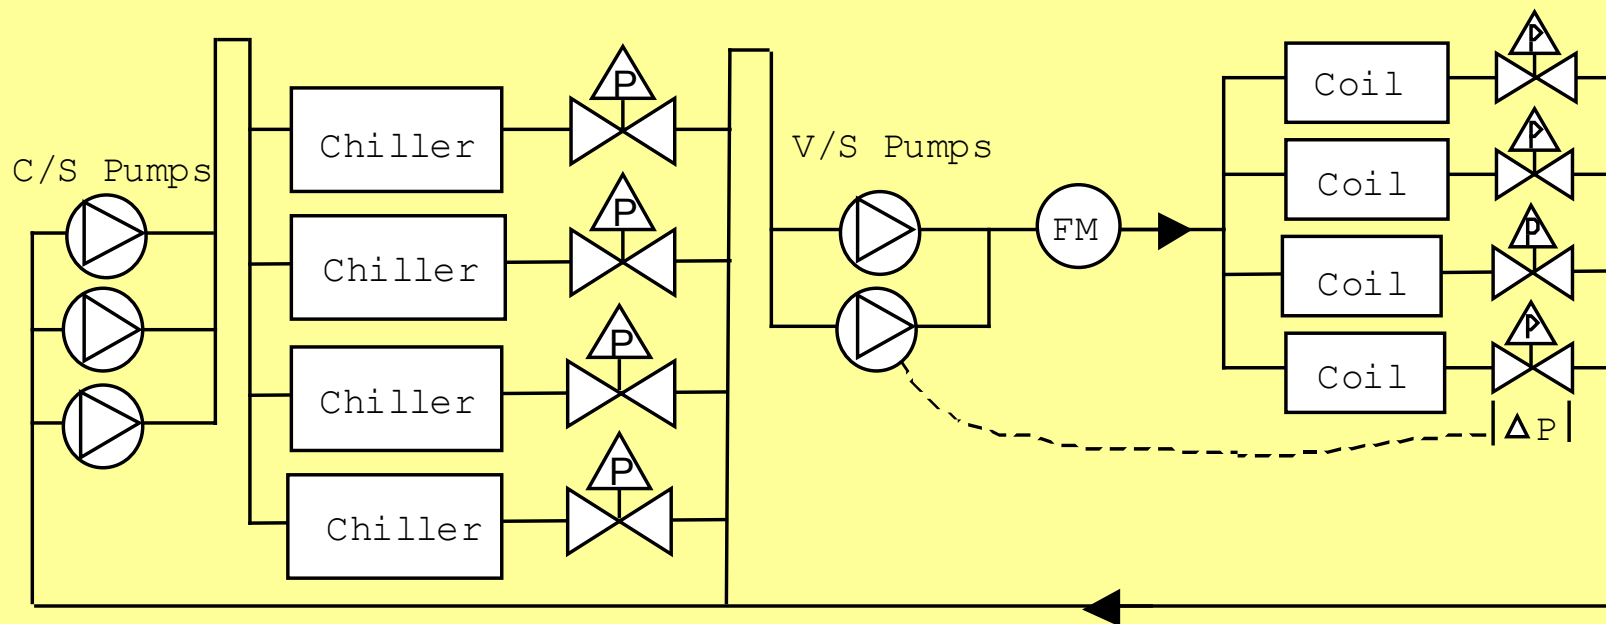 C/S Pumps
Chiller
P
Chiller
P
Chiller
P
Chiller
P
V/S Pumps
FM
Coil
P
Coil
P
Coil
P
Coil
P
ΔP